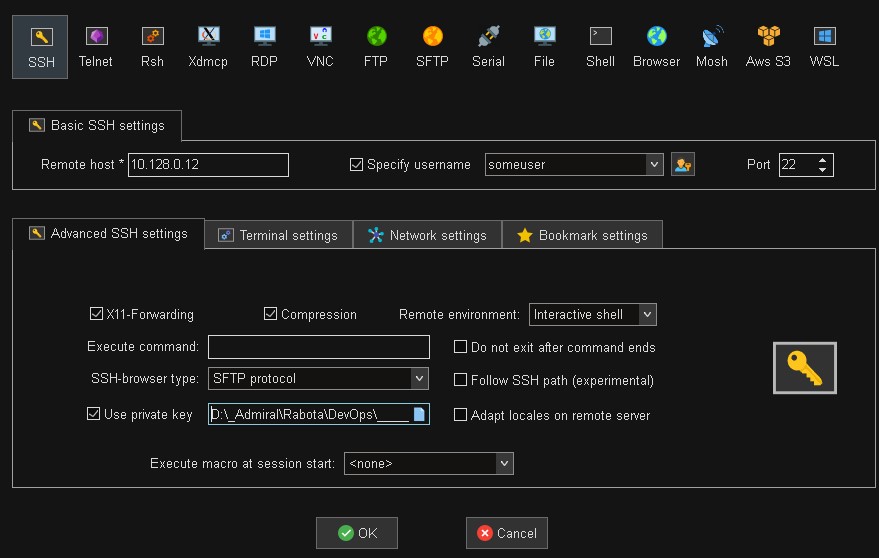 SSH Telnet Rsh Xdmcp RDP VNC FTP SFTP Serial File Shell Browser Mosh Aws S3 WSL
Basic SSH settings
Remote host * 10.128.0.12 Specify username someuser Port 22
Advanced SSH settings Terminal settings Network settings Bookmark settings
X11-Forwarding Compression Remote environment: Interactive shell
Execute command: Do not exit after command ends
SSH-browser type: SFTP protocol Follow SSH path (experimental)
Use private key D:\_Admiral\Rabota\DevOps\____ Adapt locales on remote server
Execute macro at session start: <none>
OK Cancel